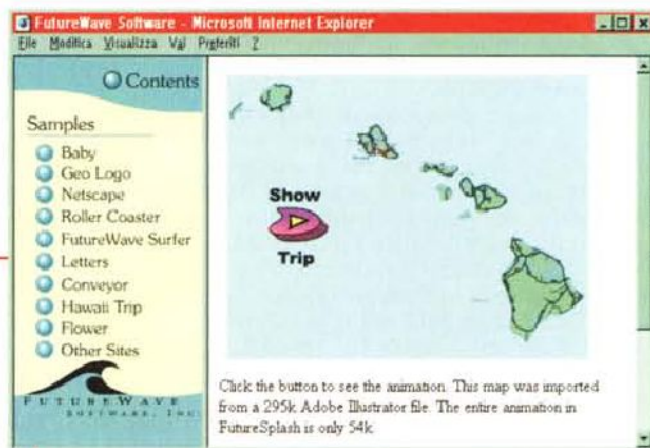 FutureWave Software - Microsoft Internet Explorer
File Modifica Visualizza Vai Preferiti ?
Contents
Samples
Baby
Geo Logo
Netscape
Roller Coaster
FutureWave Surfer
Letters
Conveyor
Hawaii Trip
Flower
Other Sites
FUTUREWAVE
SOFTWARE, INC.
Show
Trip
Click the button to see the animation. This map was imported
from a 295k Adobe Illustrator file. The entire animation in
FutureSplash is only 54k